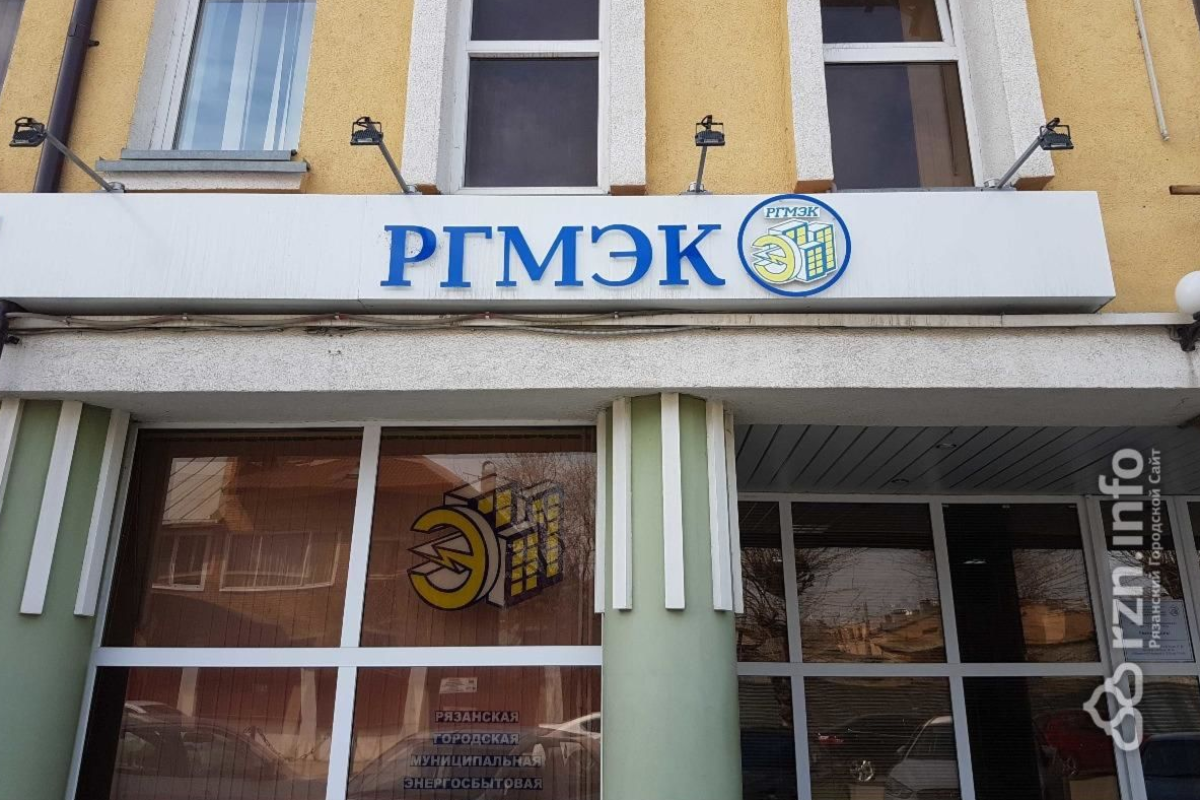 РГМЭК
РГМЭК
Э
РЯЗАНСКАЯ
ГОРОДСКАЯ
МУНИЦИПАЛЬНАЯ
ЭНЕРГОСБЫТОВАЯ
rzn.info
Рязанский Городской Сайт